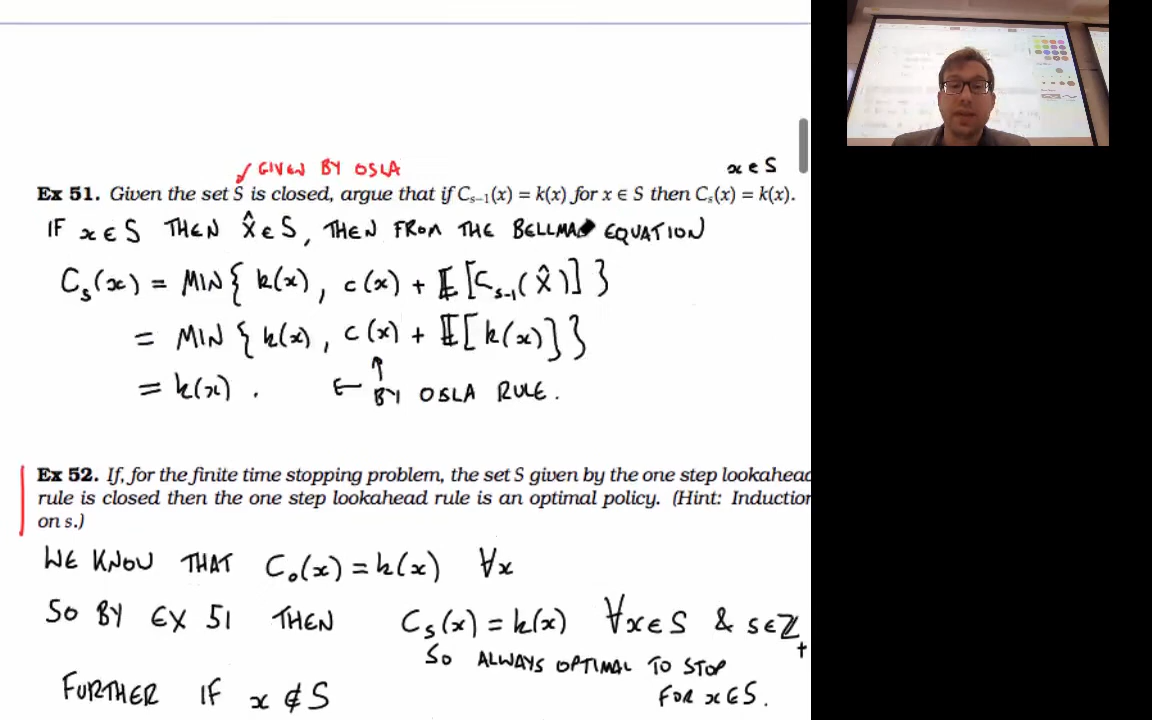 GIVEN BY OSLA
x ∈ S
Ex 51. Given the set S is closed, argue that if Cₛ₋₁(x) = k(x) for x ∈ S then Cₛ(x) = k(x).
IF x ∈ S THEN X̂ ∈ S, THEN FROM THE BELLMAN EQUATION
Cₛ(x) = MIN { k(x), c(x) + 𝔼[Cₛ₋₁(X̂)] }
= MIN { k(x), c(x) + 𝔼[k(x)] }
= k(x). ← BY OSLA RULE.
Ex 52. If, for the finite time stopping problem, the set S given by the one step lookahead
rule is closed then the one step lookahead rule is an optimal policy. (Hint: Induction
on s.)
WE KNOW THAT C₀(x) = k(x) ∀x
SO BY EX 51 THEN Cₛ(x) = k(x) ∀x ∈ S & s ∈ ℤ₊
SO ALWAYS OPTIMAL TO STOP
FOR x ∈ S.
FURTHER IF x ∉ S